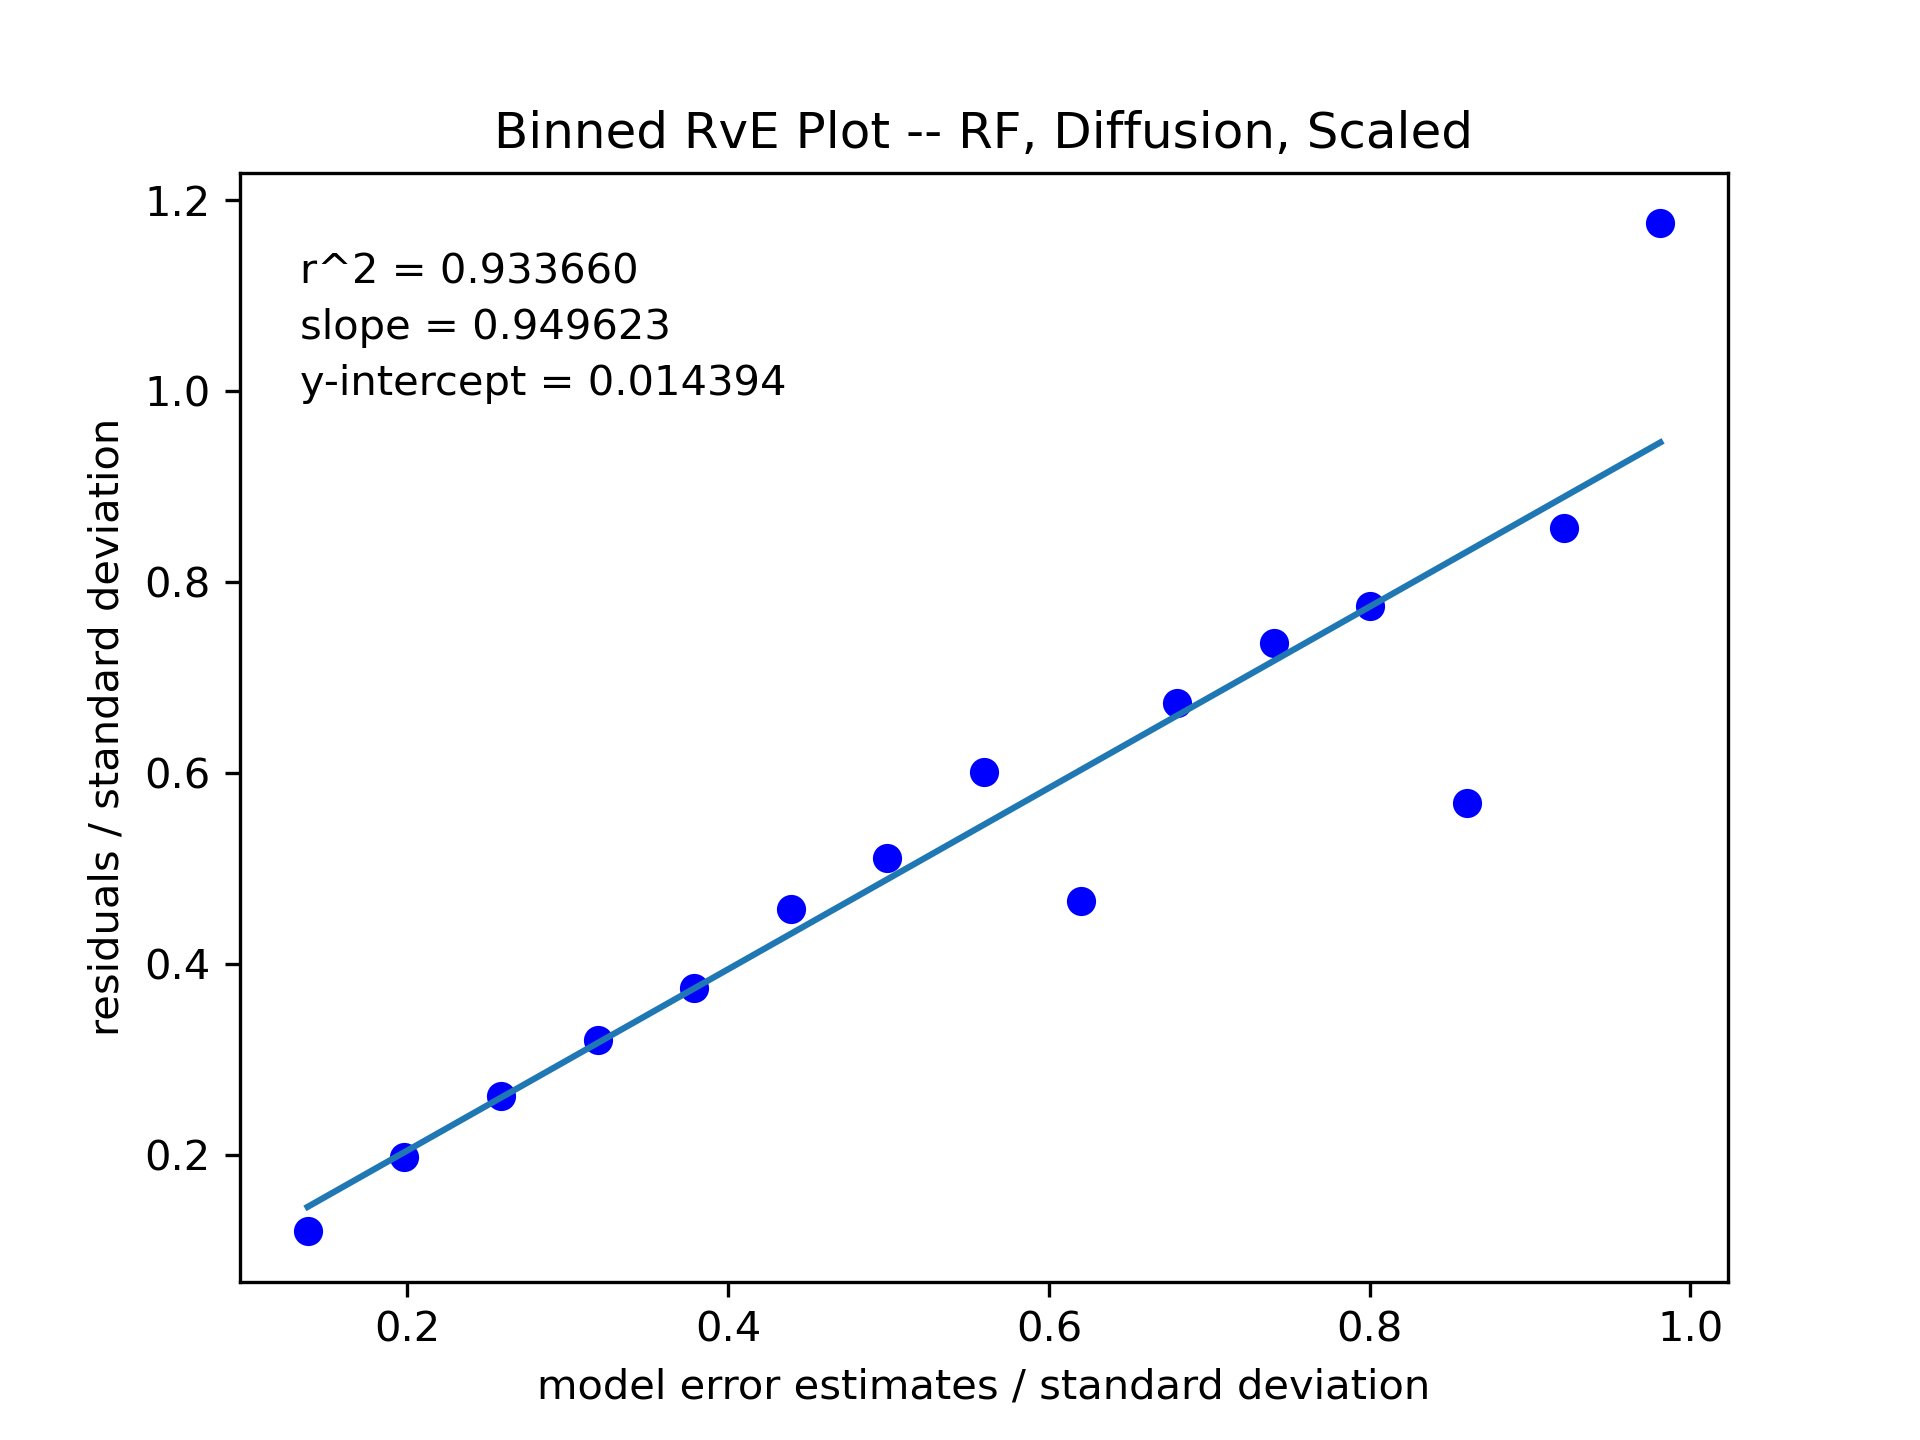 Binned RvE Plot -- RF, Diffusion, Scaled
r^2 = 0.933660
slope = 0.949623
y-intercept = 0.014394
residuals / standard deviation
1.2
1.0
0.8
0.6
0.4
0.2
0.2
0.4
0.6
0.8
1.0
model error estimates / standard deviation